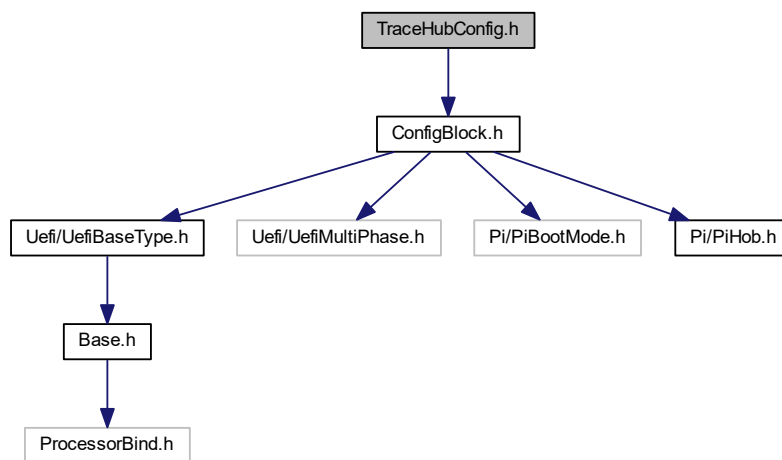 TraceHubConfig.h
ConfigBlock.h
Uefi/UefiBaseType.h
Uefi/UefiMultiPhase.h
Pi/PiBootMode.h
Pi/PiHob.h
Base.h
ProcessorBind.h